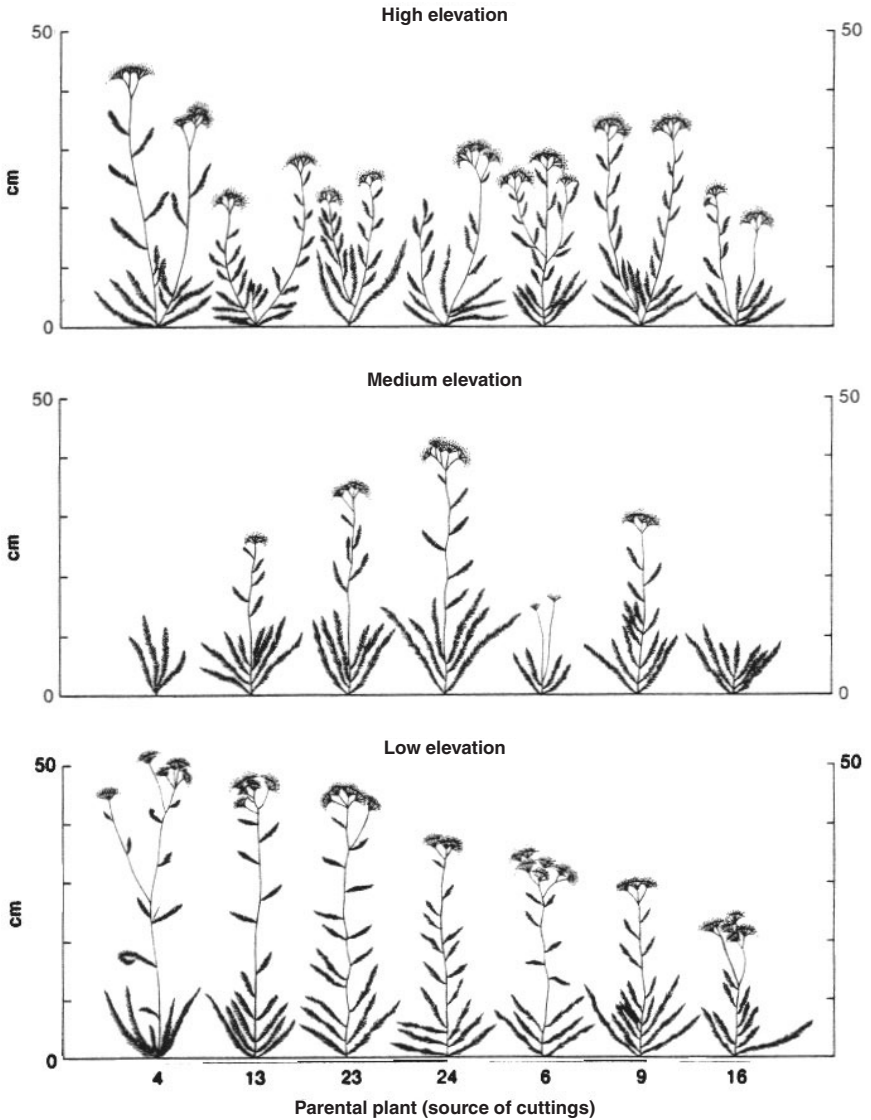 High elevation
50 50
cm
0
Medium elevation
50 50
cm
0 0
Low elevation
50 50
cm
0
4 13 23 24 6 9 16
Parental plant (source of cuttings)